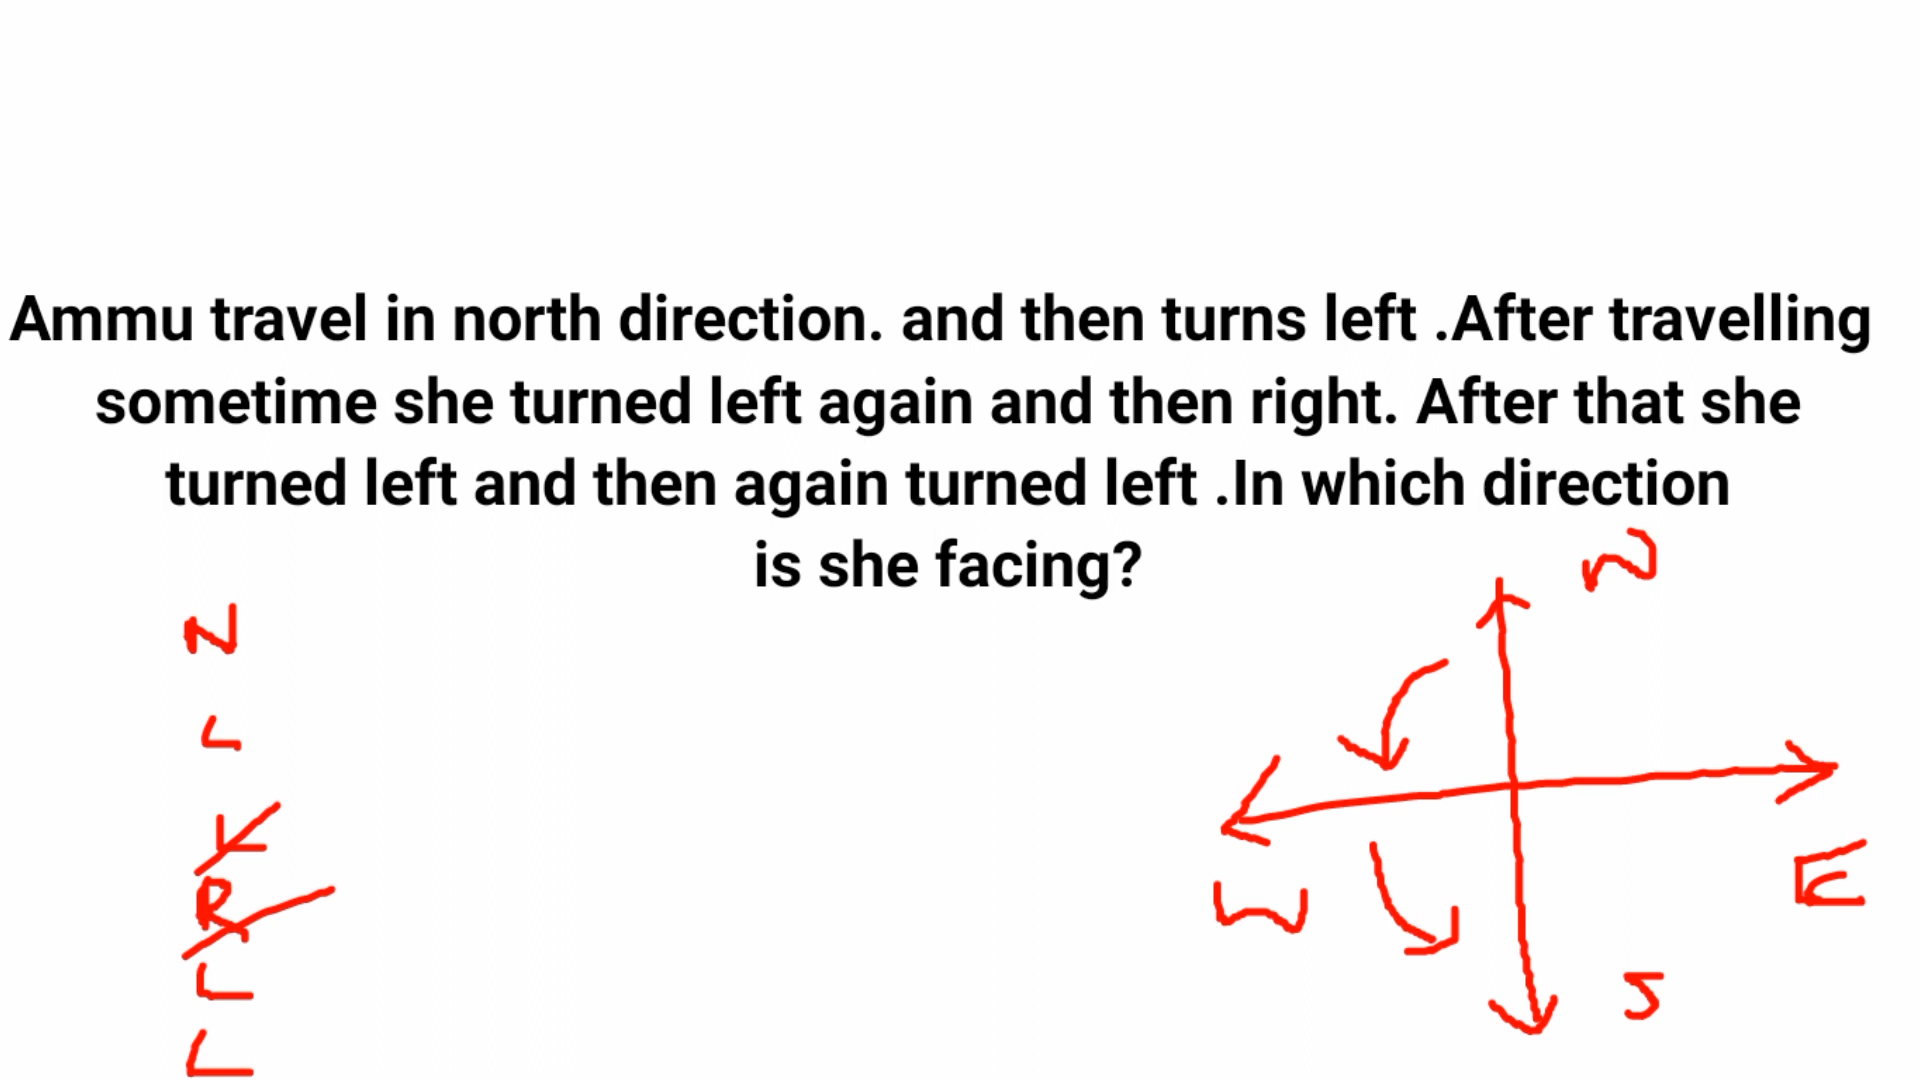 Ammu travel in north direction. and then turns left .After travelling
sometime she turned left again and then right. After that she
turned left and then again turned left .In which direction
is she facing?
N
N
L
L
R
W
E
L
S
L